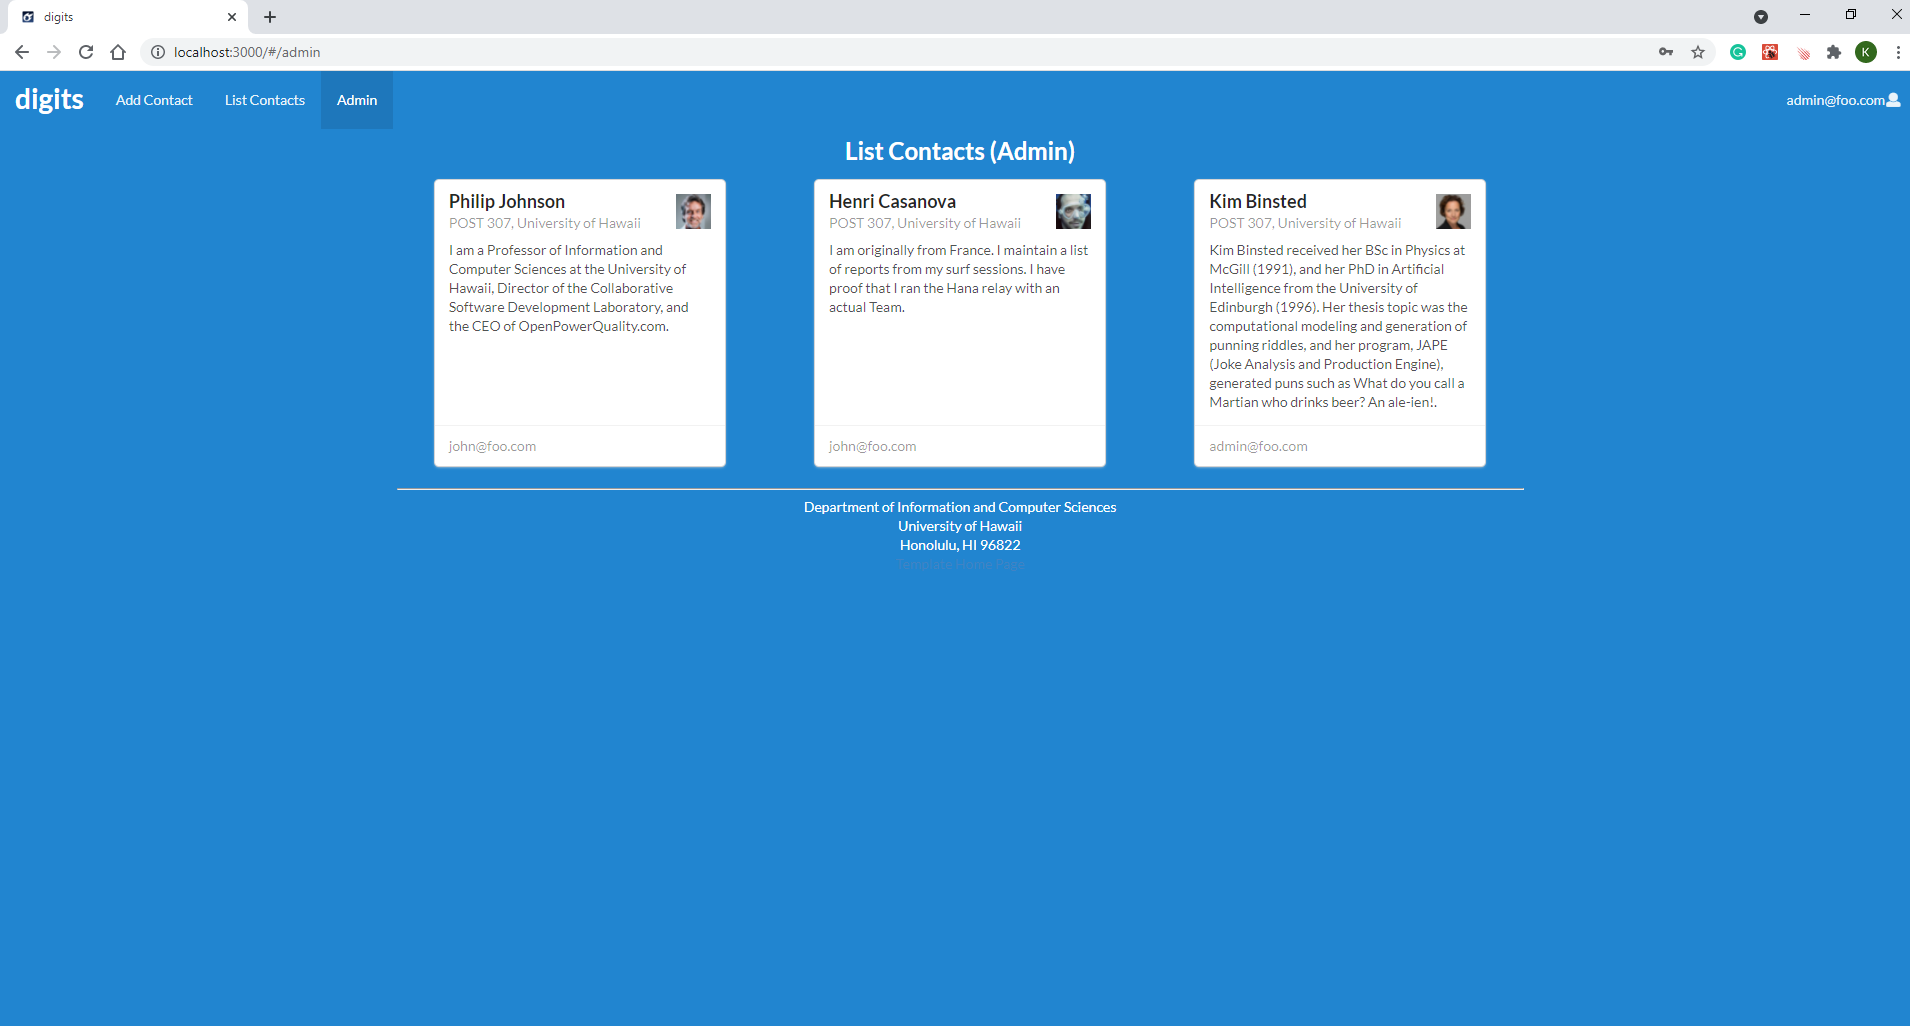 digits
localhost:3000/#/admin
K
digits
Add Contact
List Contacts
Admin
admin@foo.com
List Contacts (Admin)
Philip Johnson
POST 307, University of Hawaii
I am a Professor of Information and
Computer Sciences at the University of
Hawaii, Director of the Collaborative
Software Development Laboratory, and
the CEO of OpenPowerQuality.com.
john@foo.com
Henri Casanova
POST 307, University of Hawaii
I am originally from France. I maintain a list
of reports from my surf sessions. I have
proof that I ran the Hana relay with an
actual Team.
john@foo.com
Kim Binsted
POST 307, University of Hawaii
Kim Binsted received her BSc in Physics at
McGill (1991), and her PhD in Artificial
Intelligence from the University of
Edinburgh (1996). Her thesis topic was the
computational modeling and generation of
punning riddles, and her program, JAPE
(Joke Analysis and Production Engine),
generated puns such as What do you call a
Martian who drinks beer? An ale-ien!.
admin@foo.com
Department of Information and Computer Sciences
University of Hawaii
Honolulu, HI 96822
Template Home Page